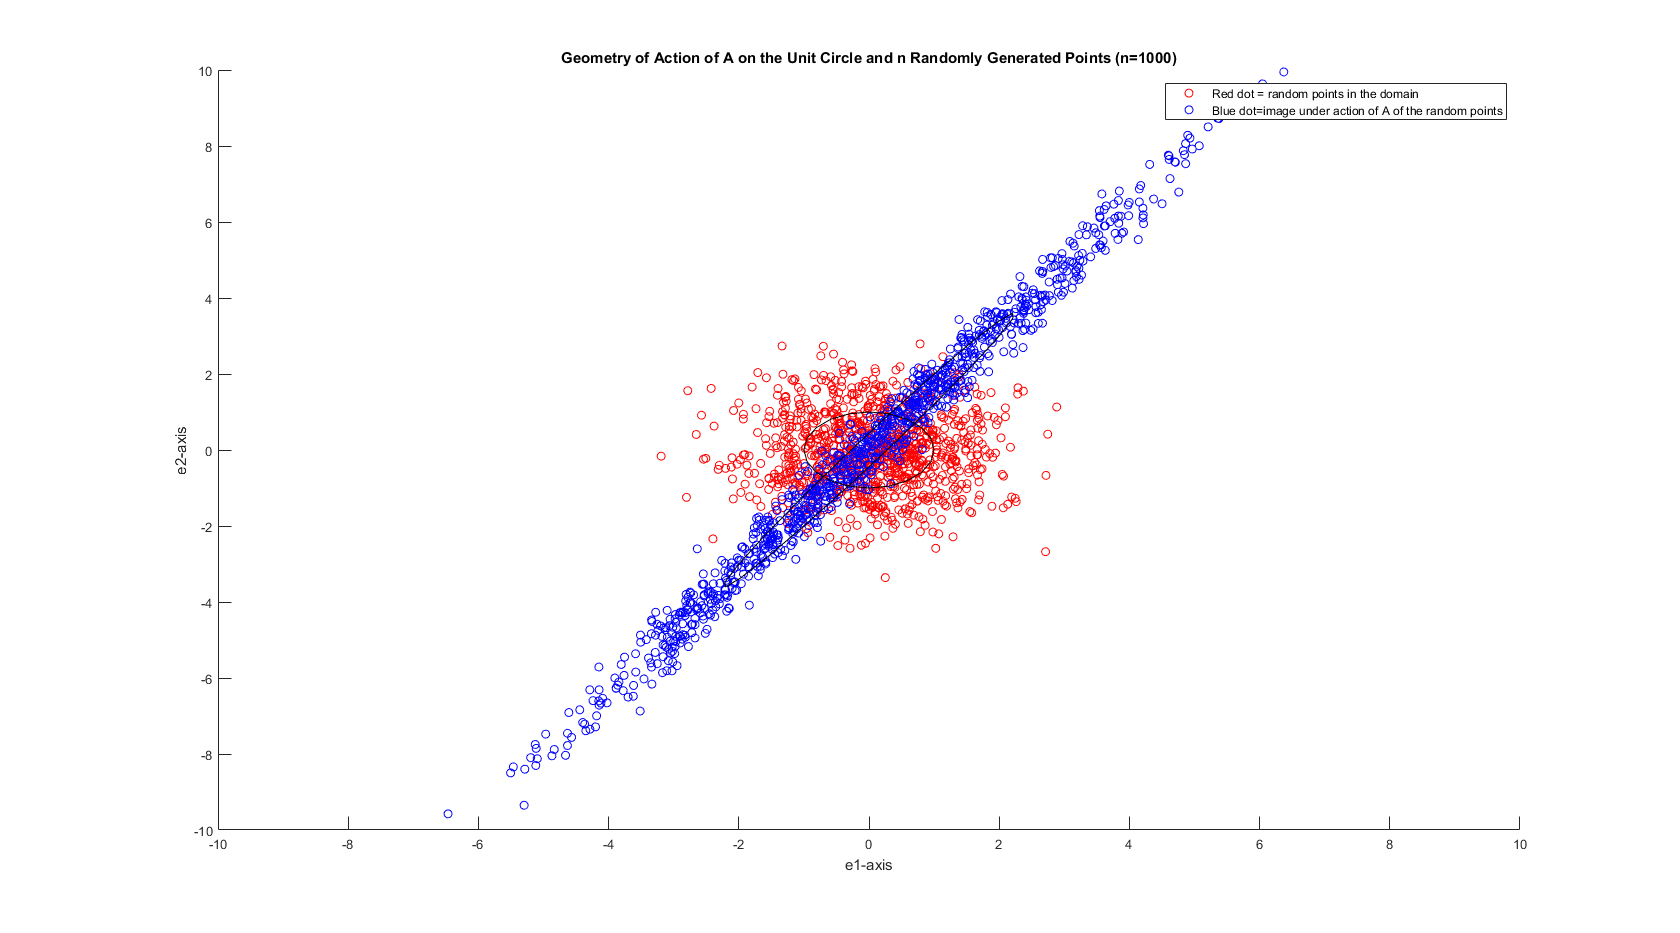 Geometry of Action of A on the Unit Circle and n Randomly Generated Points (n=1000)
Red dot = random points in the domain
Blue dot=image under action of A of the random points
10
8
6
4
2
0
-2
-4
-6
-8
-10
e2-axis
-10 -8 -6 -4 -2 0 2 4 6 8 10
e1-axis